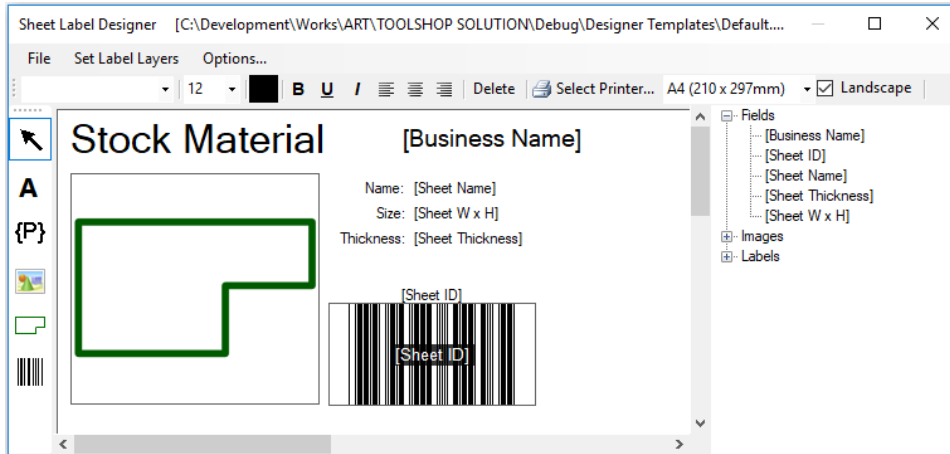 Sheet Label Designer [C:\Development\Works\ART\TOOLSHOP SOLUTION\Debug\Designer Templates\Default....
File Set Label Layers Options...
12 B U I Delete Select Printer... A4 (210 x 297mm) Landscape
Stock Material
[Business Name]
Name: [Sheet Name]
Size: [Sheet W x H]
Thickness: [Sheet Thickness]
[Sheet ID]
[Sheet ID]
A
{P}
Fields
[Business Name]
[Sheet ID]
[Sheet Name]
[Sheet Thickness]
[Sheet W x H]
Images
Labels